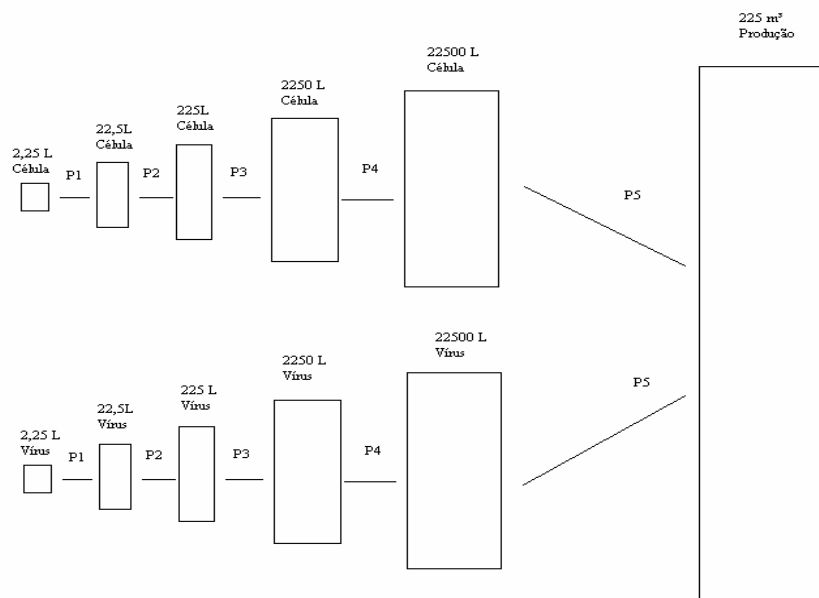 225 m³
Produção
22500 L
Célula
2250 L
Célula
225L
Célula
22,5L
Célula
2,25 L
Célula
P1
P2
P3
P4
P5
22500 L
Vírus
2250 L
Vírus
225 L
Vírus
22,5L
Vírus
2,25 L
Vírus
P1
P2
P3
P4
P5